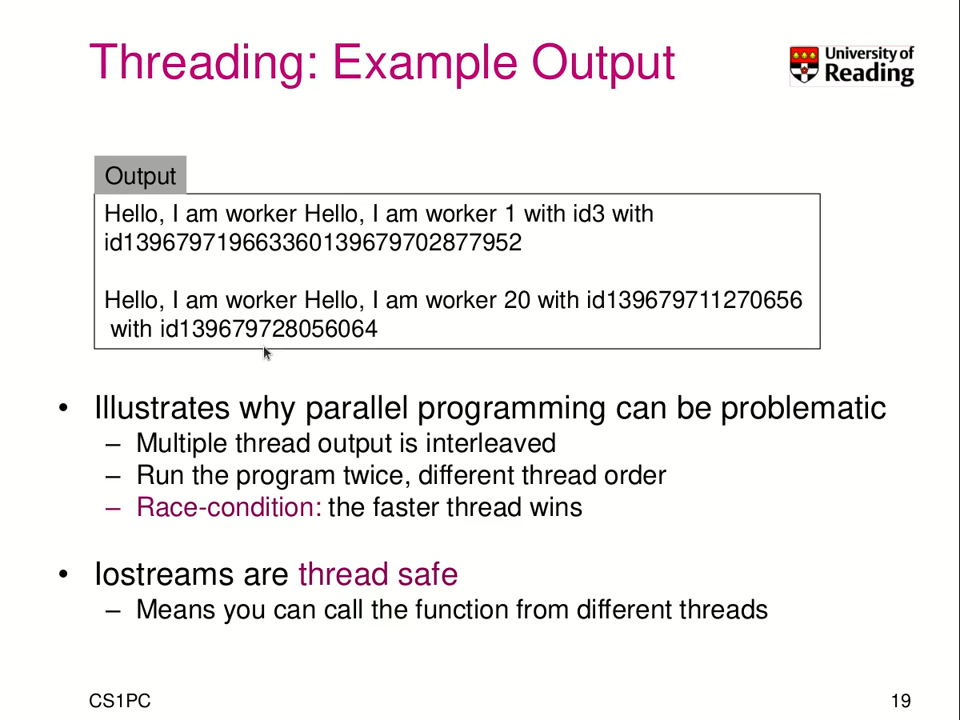 Threading: Example Output
University of
Reading
Output
Hello, I am worker Hello, I am worker 1 with id3 with
id139679719663360139679702877952
Hello, I am worker Hello, I am worker 20 with id139679711270656
with id139679728056064
• Illustrates why parallel programming can be problematic
– Multiple thread output is interleaved
– Run the program twice, different thread order
– Race-condition: the faster thread wins
• Iostreams are thread safe
– Means you can call the function from different threads
CS1PC
19